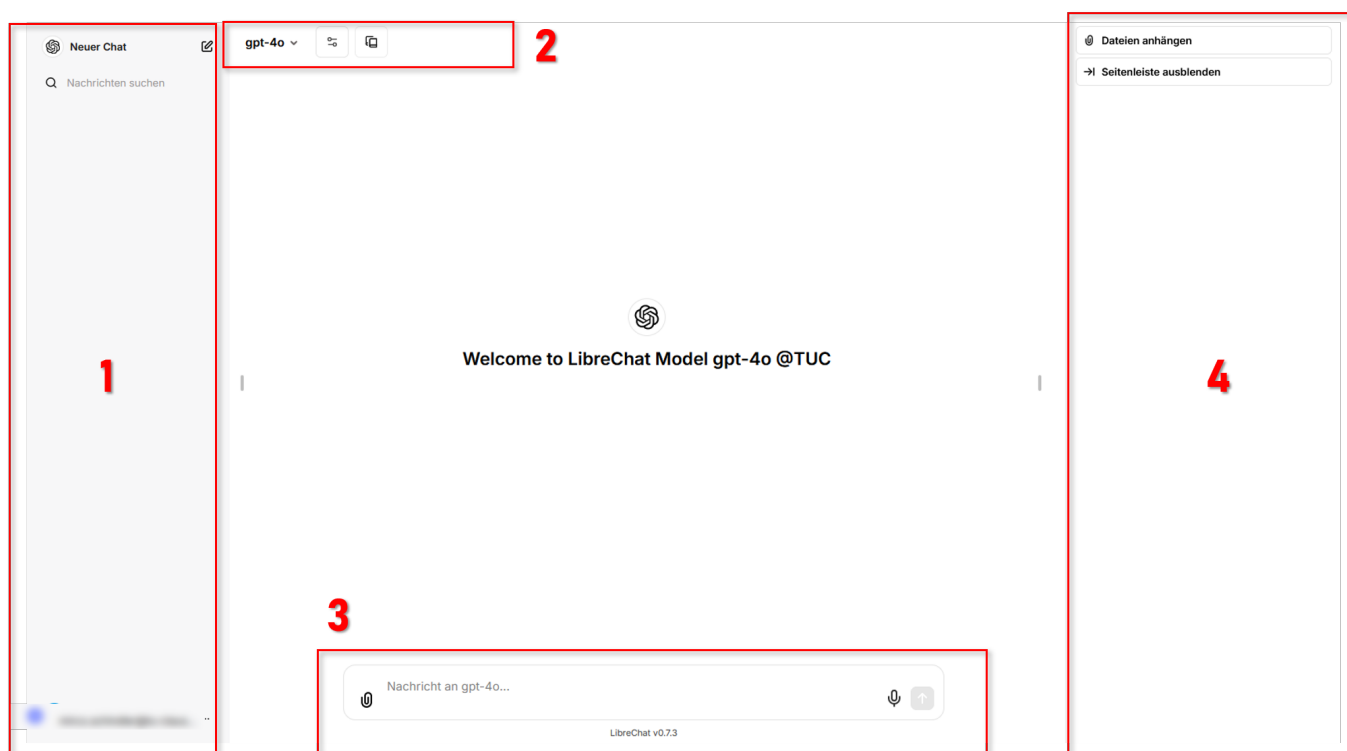 Neuer Chat
Nachrichten suchen
1
gpt-4o
2
Welcome to LibreChat Model gpt-4o @TUC
3
Nachricht an gpt-4o...
LibreChat v0.7.3
Dateien anhängen
Seitenleiste ausblenden
4